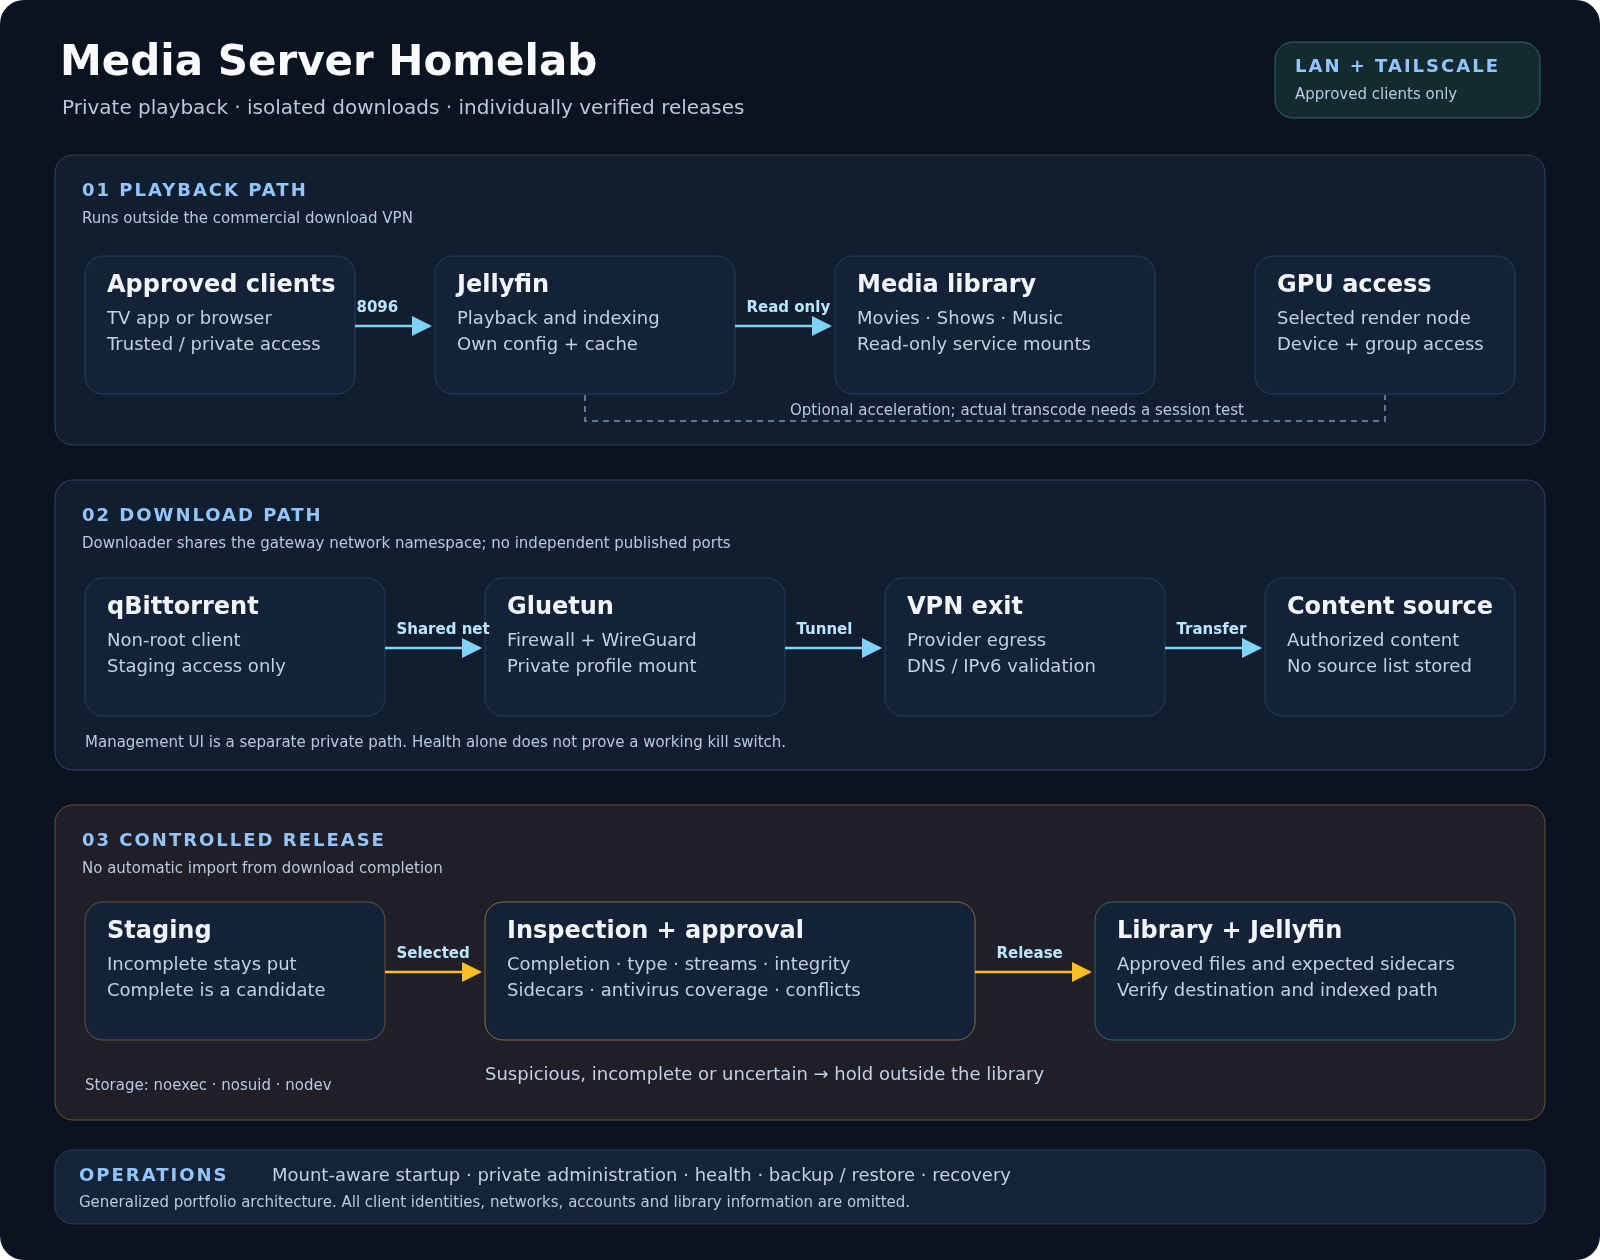 Media Server Homelab
Private playback · isolated downloads · individually verified releases
LAN + TAILSCALE
Approved clients only
01 PLAYBACK PATH
Runs outside the commercial download VPN
Approved clients
TV app or browser
Trusted / private access
8096
Jellyfin
Playback and indexing
Own config + cache
Read only
Media library
Movies · Shows · Music
Read-only service mounts
GPU access
Selected render node
Device + group access
Optional acceleration; actual transcode needs a session test
02 DOWNLOAD PATH
Downloader shares the gateway network namespace; no independent published ports
qBittorrent
Non-root client
Staging access only
Shared net
Gluetun
Firewall + WireGuard
Private profile mount
Tunnel
VPN exit
Provider egress
DNS / IPv6 validation
Transfer
Content source
Authorized content
No source list stored
Management UI is a separate private path. Health alone does not prove a working kill switch.
03 CONTROLLED RELEASE
No automatic import from download completion
Staging
Incomplete stays put
Complete is a candidate
Selected
Inspection + approval
Completion · type · streams · integrity
Sidecars · antivirus coverage · conflicts
Release
Library + Jellyfin
Approved files and expected sidecars
Verify destination and indexed path
Storage: noexec · nosuid · nodev
Suspicious, incomplete or uncertain → hold outside the library
OPERATIONS
Mount-aware startup · private administration · health · backup / restore · recovery
Generalized portfolio architecture. All client identities, networks, accounts and library information are omitted.